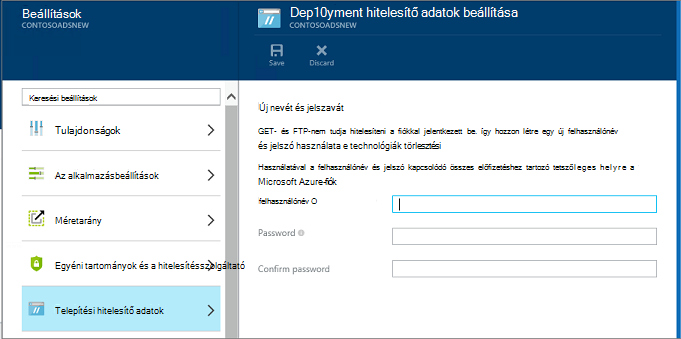 Beállítások
CONTOSOADSNEW
Keresési beállítások
Tulajdonságok
Az alkalmazásbeállítások
Méretarány
Egyéni tartományok és a hitelesítésszolgáltató
Telepítési hitelesítő adatok
Dep10yment hitelesítő adatok beállítása
CONTOSOADSNEW
Save
Discard
Új nevét és jelszavát
GET- és FTP-nem tudja hitelesíteni a fiókkal jelentkezett be. így hozzon létre egy új felhasználónév
és jelszó használata e technológiák törlesztési
Használatával a felhasználónév és jelszó kapcsolódó összes előfizetéshez tartozó tetszőleges helyre a
Microsoft Azure-fiók
felhasználónév O
Password
Confirm password